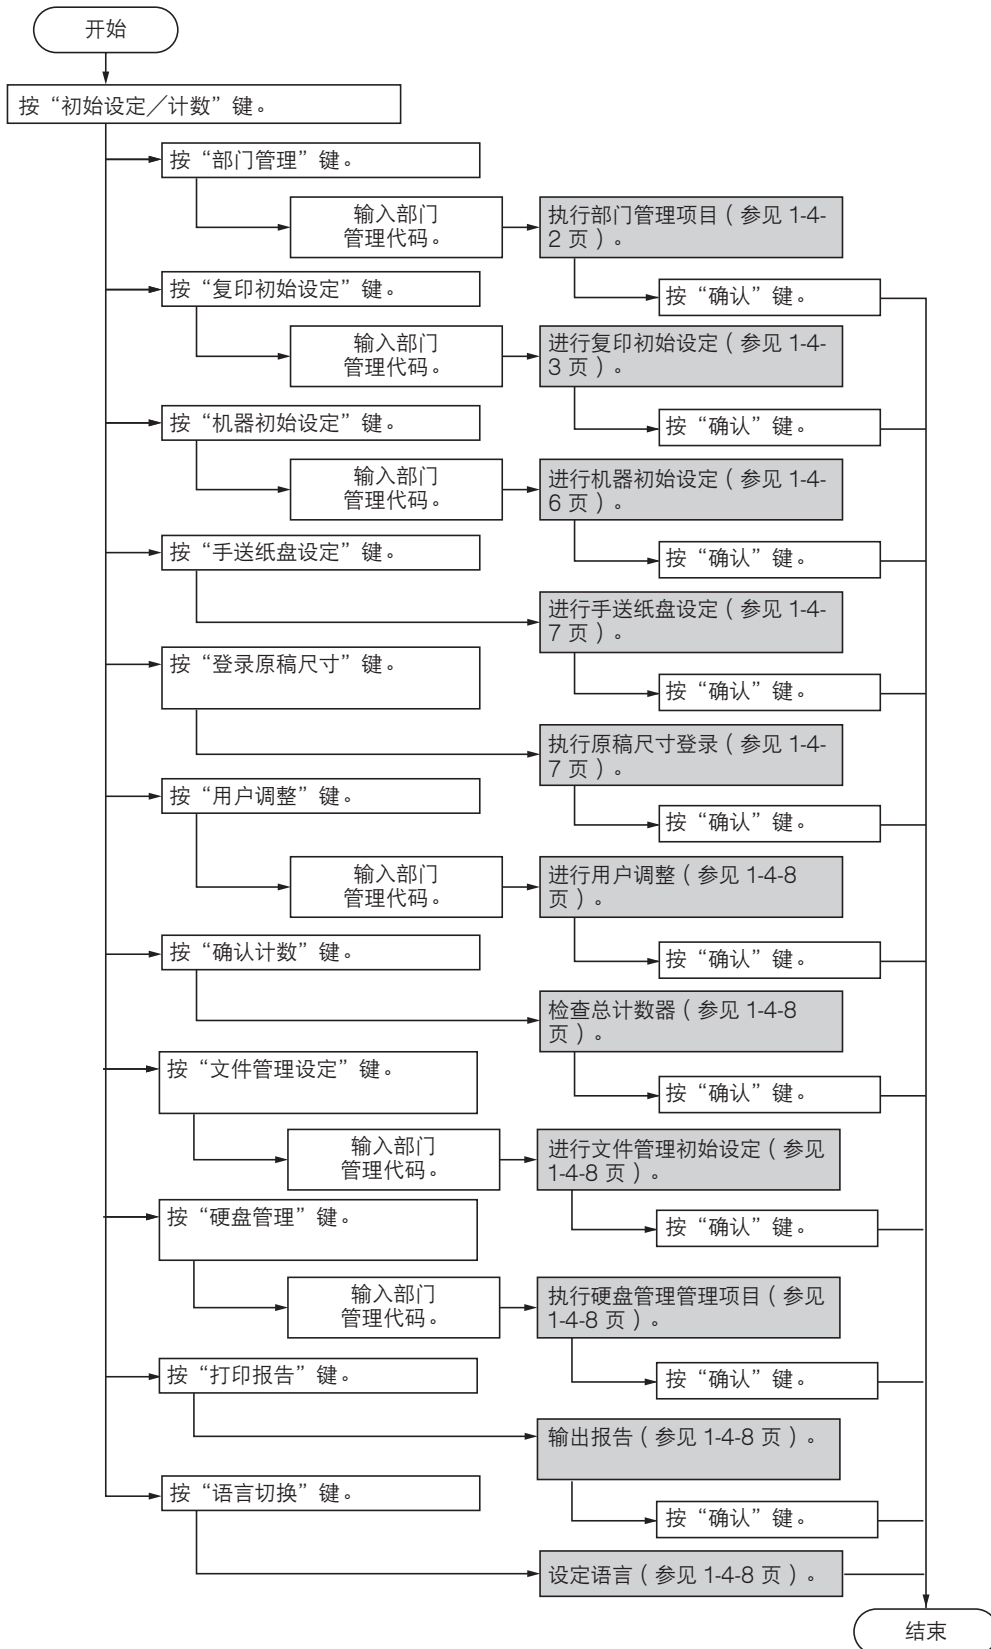 开始
按“初始设定／计数”键。
按“部门管理”键。
输入部门
管理代码。
执行部门管理项目（参见 1-4-
2 页）。
按“确认”键。
按“复印初始设定”键。
输入部门
管理代码。
进行复印初始设定（参见 1-4-
3 页）。
按“确认”键。
按“机器初始设定”键。
输入部门
管理代码。
进行机器初始设定（参见 1-4-
6 页）。
按“确认”键。
按“手送纸盘设定”键。
进行手送纸盘设定（参见 1-4-
7 页）。
按“确认”键。
按“登录原稿尺寸”键。
执行原稿尺寸登录（参见 1-4-
7 页）。
按“确认”键。
按“用户调整”键。
输入部门
管理代码。
进行用户调整（参见 1-4-8
页）。
按“确认”键。
按“确认计数”键。
检查总计数器（参见 1-4-8
页）。
按“确认”键。
按“文件管理设定”键。
输入部门
管理代码。
进行文件管理初始设定（参见
1-4-8 页）。
按“确认”键。
按“硬盘管理”键。
输入部门
管理代码。
执行硬盘管理管理项目（参见
1-4-8 页）。
按“确认”键。
按“打印报告”键。
输出报告（参见 1-4-8 页）。
按“确认”键。
按“语言切换”键。
设定语言（参见 1-4-8 页）。
结束